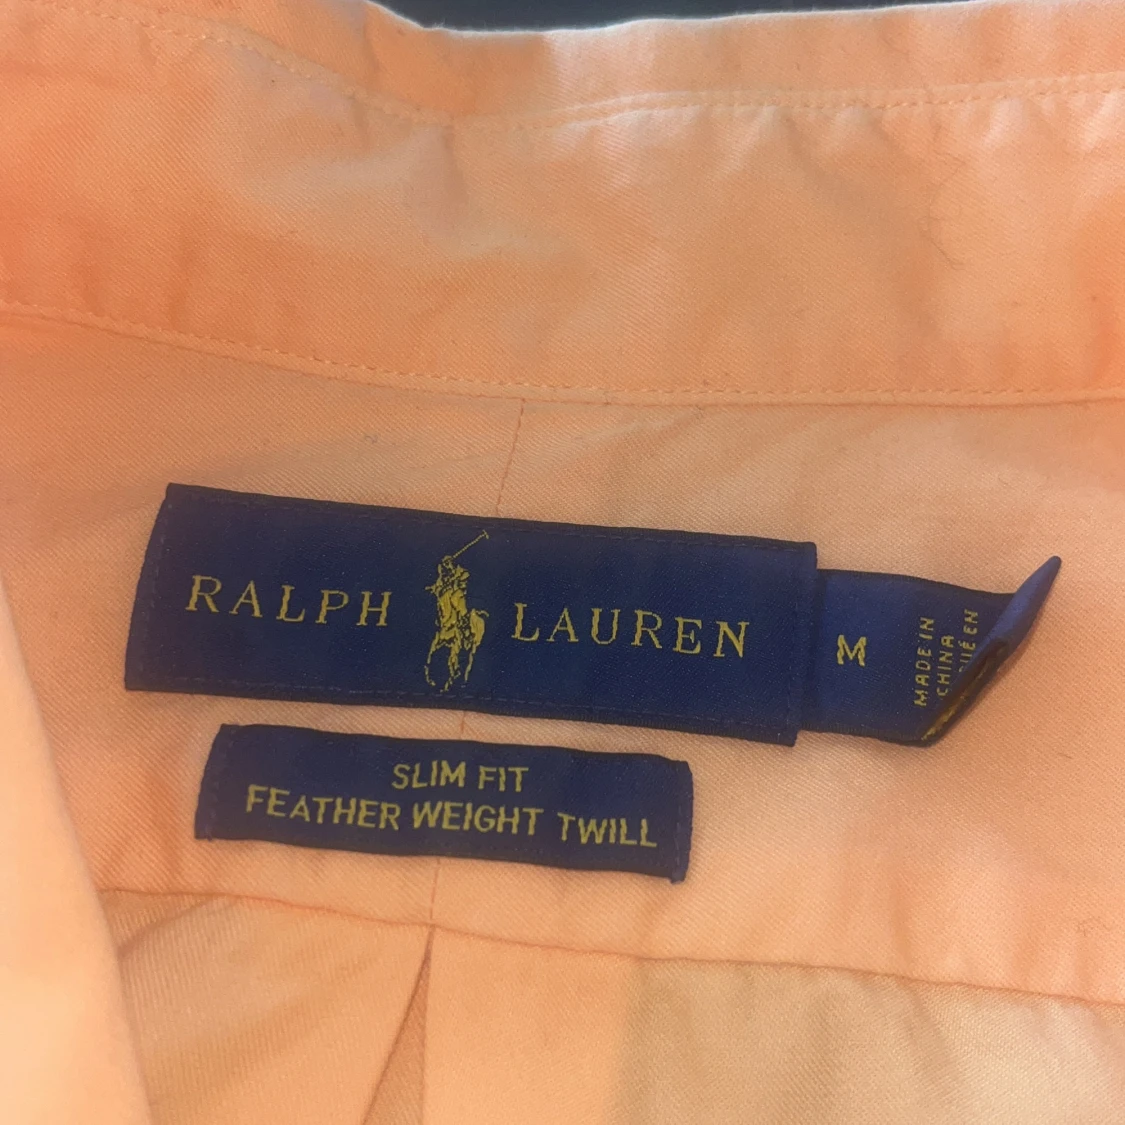 RALPH LAUREN
M
MADE IN
CHINA
SLIM FIT
FEATHER WEIGHT TWILL